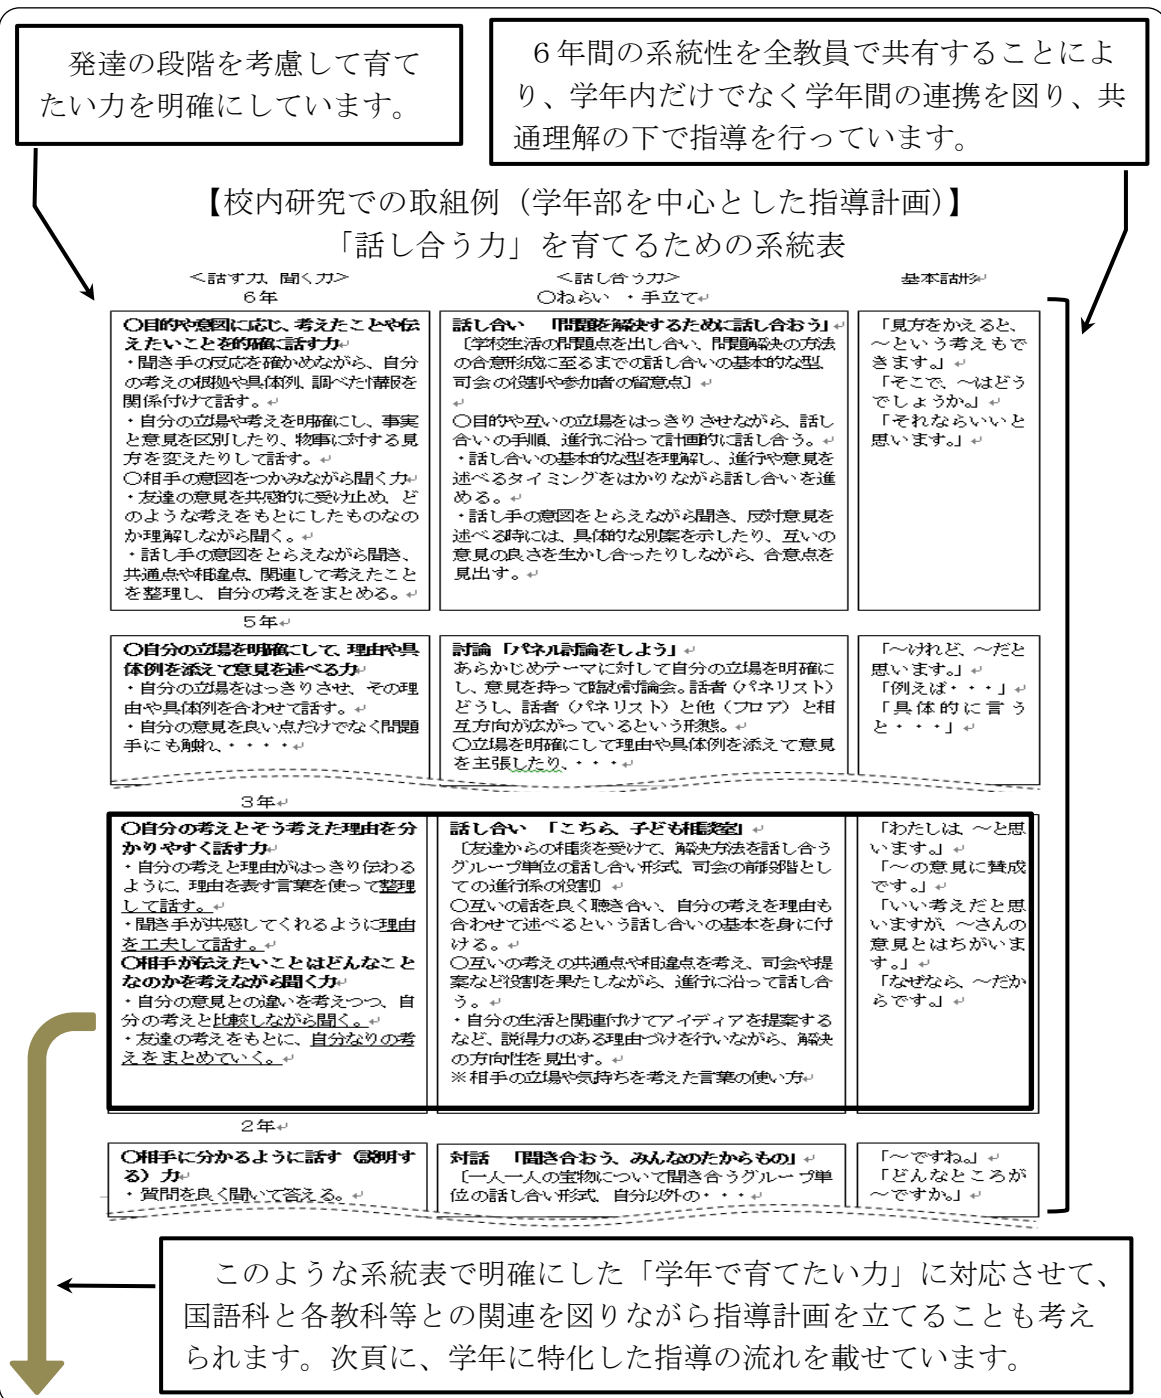 発達の段階を考慮して育て
たい力を明確にしています。
６年間の系統性を全教員で共有することによ
り、学年内だけでなく学年間の連携を図り、共
通理解の下で指導を行っています。
【校内研究での取組例（学年部を中心とした指導計画）】
「話し合う力」を育てるための系統表
＜話す力、聞く力＞
＜話し合う力＞
○ねらい　・手立て↵
基本話形↵
６年
○目的や意図に応じ、考えたことや伝
えたいことを的確に話す力↵
・聞き手の反応を確かめながら、自分
の考えの根拠や具体例、調べた情報を
関係付けて話す。↵
・自分の立場や考えを明確にし、事実
と意見を区別したり、物事に対する見
方を変えたりして話す。↵
○相手の意図をつかみながら聞く力↵
・友達の意見を共感的に受け止め、ど
のような考えをもとにしたものなの
か理解しながら聞く。↵
・話し手の意図をとらえながら聞き、
共通点や相違点、関連して考えたこと
を整理し、自分の考えをまとめる。↵
話し合い　「問題を解決するために話し合おう」↵
［学校生活の問題点を出し合い、問題解決の方法
の合意形成に至るまでの話し合いの基本的な型、
司会の役割や参加者の留意点］↵
○目的や互いの立場をはっきりさせながら、話し
合いの手順、進行に沿って計画的に話し合う。↵
・話し合いの基本的な型を理解し、進行や意見を
述べるタイミングをはかりながら話し合いを進
める。↵
・話し手の意図をとらえながら聞き、反対意見を
述べる時には、具体的な別案を示したり、互いの
意見の良さを生かし合ったりしながら、合意点を
見出す。↵
「見方をかえると、
～という考えもで
きます。」↵
「そこで、～はどう
でしょうか。」↵
「それならいいと
思います。」↵
５年↵
○自分の立場を明確にして、理由や具
体例を添えて意見を述べる力↵
・自分の立場をはっきりさせ、その理
由や具体例を合わせて話す。↵
・自分の意見を良い点だけでなく問題
手にも触れ、・・・・↵
討論「パネル討論をしよう」↵
あらかじめテーマに対して自分の立場を明確に
し、意見を持って臨む討論会。話者（パネリスト）
どうし、話者（パネリスト）と他（フロア）と相
互方向が広がっているという形態。↵
○立場を明確にして理由や具体例を添えて意見
を主張したり、・・・↵
「～けれど、～だと
思います。」↵
「例えば・・・」↵
「具体的に言う
と・・・」↵
３年↵
○自分の考えとそう考えた理由を分
かりやすく話す力↵
・自分の考えと理由がはっきり伝わる
ように、理由を表す言葉を使って整理
して話す。↵
・聞き手が共感してくれるように理由
を工夫して話す。↵
○相手が伝えたいことはどんなこと
なのかを考えながら聞く力↵
・自分の意見との違いを考えつつ、自
分の考えと比較しながら聞く。↵
・友達の考えをもとに、自分なりの考
えをまとめていく。↵
話し合い　「こちら、子ども相談室」↵
［友達からの相談を受けて、解決方法を話し合う
グループ単位の話し合い形式、司会の前段階とし
ての進行係の役割］↵
○互いの話を良く聴き合い、自分の考えを理由も
合わせて述べるという話し合いの基本を身に付
ける。↵
○互いの考えの共通点や相違点を考え、司会や提
案など役割を果たしながら、進行に沿って話し合
う。↵
・自分の生活と関連付けてアイディアを提案する
など、説得力のある理由づけを行いながら、解決
の方向性を見出す。↵
※相手の立場や気持ちを考えた言葉の使い方↵
「わたしは、～と思
います。」↵
「～の意見に賛成
です。」↵
「いい考えだと思
いますが、～さんの
意見とはちがいま
す。」↵
「なぜなら、～だか
らです。」↵
２年↵
○相手に分かるように話す（説明す
る）力↵
・質問を良く聞いて答える。↵
対話　「聞き合おう、みんなのたからもの」↵
［一人一人の宝物について聞き合うグループ単
位の話し合い形式、自分以外の・・・↵
「～ですね。」↵
「どんなところが
～ですか。」↵
このような系統表で明確にした「学年で育てたい力」に対応させて、
国語科と各教科等との関連を図りながら指導計画を立てることも考え
られます。次頁に、学年に特化した指導の流れを載せています。